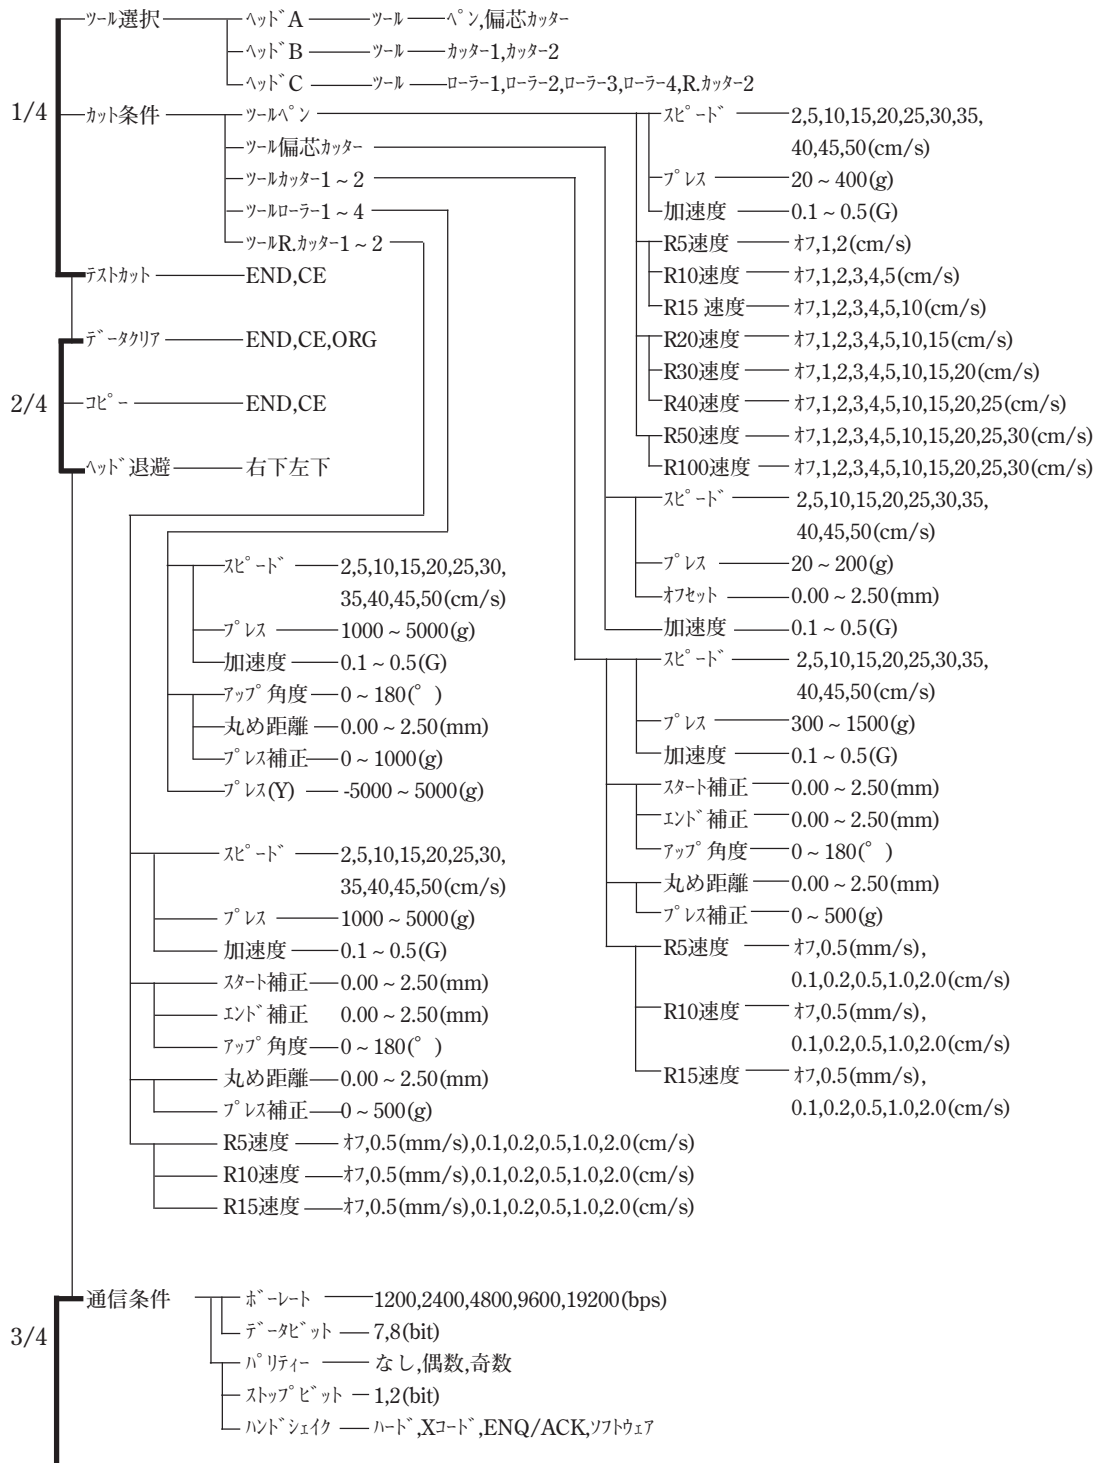 ﾂｰﾙ選択 ﾍｯﾄﾞA ﾂｰﾙ ﾍﾟﾝ,偏芯ｶｯﾀｰ
ﾍｯﾄﾞB ﾂｰﾙ ｶｯﾀｰ1,ｶｯﾀｰ2
ﾍｯﾄﾞC ﾂｰﾙ ﾛｰﾗｰ1,ﾛｰﾗｰ2,ﾛｰﾗｰ3,ﾛｰﾗｰ4,R.ｶｯﾀｰ2
1/4
ｶｯﾄ条件
ﾂｰﾙﾍﾟﾝ
ﾂｰﾙ偏芯ｶｯﾀｰ
ﾂｰﾙｶｯﾀｰ1 ~ 2
ﾂｰﾙﾛｰﾗｰ1 ~ 4
ﾂｰﾙR.ｶｯﾀｰ1 ~ 2
ﾃｽﾄｶｯﾄ END,CE
ﾃﾞｰﾀｸﾘｱ END,CE,ORG
2/4
ｺﾋﾟｰ END,CE
ﾍｯﾄﾞ退避 右下左下
ｽﾋﾟｰﾄﾞ 2,5,10,15,20,25,30,35,
40,45,50(cm/s)
ﾌﾟﾚｽ 20 ~ 400(g)
加速度 0.1 ~ 0.5(G)
R5速度 ｵﾌ,1,2(cm/s)
R10速度 ｵﾌ,1,2,3,4,5(cm/s)
R15 速度 ｵﾌ,1,2,3,4,5,10(cm/s)
R20速度 ｵﾌ,1,2,3,4,5,10,15(cm/s)
R30速度 ｵﾌ,1,2,3,4,5,10,15,20(cm/s)
R40速度 ｵﾌ,1,2,3,4,5,10,15,20,25(cm/s)
R50速度 ｵﾌ,1,2,3,4,5,10,15,20,25,30(cm/s)
R100速度 ｵﾌ,1,2,3,4,5,10,15,20,25,30(cm/s)
ｽﾋﾟｰﾄﾞ 2,5,10,15,20,25,30,35,
40,45,50(cm/s)
ﾌﾟﾚｽ 20 ~ 200(g)
ｵﾌｾｯﾄ 0.00 ~ 2.50(mm)
加速度 0.1 ~ 0.5(G)
ｽﾋﾟｰﾄﾞ 2,5,10,15,20,25,30,35,
40,45,50(cm/s)
ﾌﾟﾚｽ 300 ~ 1500(g)
加速度 0.1 ~ 0.5(G)
ｽﾀｰﾄ補正 0.00 ~ 2.50(mm)
ｴﾝﾄﾞ補正 0.00 ~ 2.50(mm)
ｱｯﾌﾟ角度 0 ~ 180(°)
丸め距離 0.00 ~ 2.50(mm)
ﾌﾟﾚｽ補正 0 ~ 500(g)
R5速度 ｵﾌ,0.5(mm/s),
0.1,0.2,0.5,1.0,2.0(cm/s)
R10速度 ｵﾌ,0.5(mm/s),
0.1,0.2,0.5,1.0,2.0(cm/s)
R15速度 ｵﾌ,0.5(mm/s),
0.1,0.2,0.5,1.0,2.0(cm/s)
ｽﾋﾟｰﾄﾞ 2,5,10,15,20,25,30,
35,40,45,50(cm/s)
ﾌﾟﾚｽ 1000 ~ 5000(g)
加速度 0.1 ~ 0.5(G)
ｱｯﾌﾟ角度 0 ~ 180(°)
丸め距離 0.00 ~ 2.50(mm)
ﾌﾟﾚｽ補正 0 ~ 1000(g)
ﾌﾟﾚｽ(Y) -5000 ~ 5000(g)
ｽﾋﾟｰﾄﾞ 2,5,10,15,20,25,30,
35,40,45,50(cm/s)
ﾌﾟﾚｽ 1000 ~ 5000(g)
加速度 0.1 ~ 0.5(G)
ｽﾀｰﾄ補正 0.00 ~ 2.50(mm)
ｴﾝﾄﾞ補正 0.00 ~ 2.50(mm)
ｱｯﾌﾟ角度 0 ~ 180(°)
丸め距離 0.00 ~ 2.50(mm)
ﾌﾟﾚｽ補正 0 ~ 500(g)
R5速度 ｵﾌ,0.5(mm/s),0.1,0.2,0.5,1.0,2.0(cm/s)
R10速度 ｵﾌ,0.5(mm/s),0.1,0.2,0.5,1.0,2.0(cm/s)
R15速度 ｵﾌ,0.5(mm/s),0.1,0.2,0.5,1.0,2.0(cm/s)
通信条件 ﾎﾞｰﾚｰﾄ 1200,2400,4800,9600,19200(bps)
3/4
ﾃﾞｰﾀﾋﾞｯﾄ 7,8(bit)
ﾊﾟﾘﾃｨｰ なし,偶数,奇数
ｽﾄｯﾌﾟﾋﾞｯﾄ 1,2(bit)
ﾊﾝﾄﾞｼｪｲｸ ﾊｰﾄﾞ,Xｺｰﾄﾞ,ENQ/ACK,ｿﾌﾄｳｪｱ